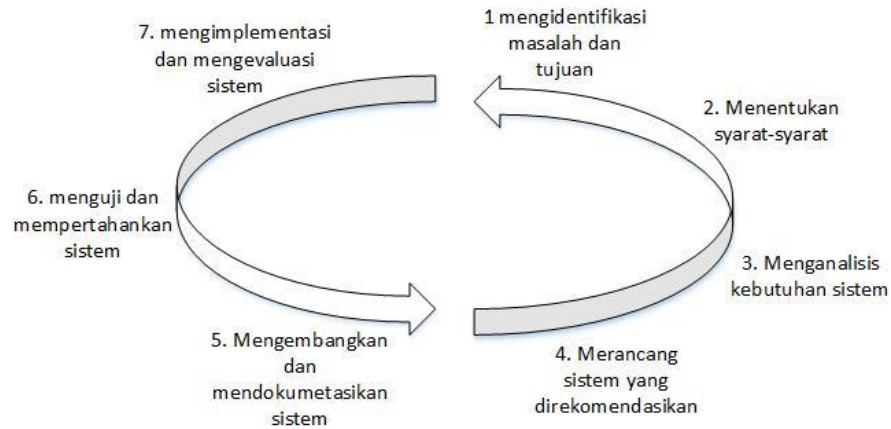 1 mengidentifikasi
masalah dan
tujuan
2. Menentukan
syarat-syarat
3. Menganalisis
kebutuhan sistem
4. Merancang
sistem yang
direkomendasikan
5. Mengembangkan
dan
mendokumetasikan
sistem
6. menguji dan
mempertahankan
sistem
7. mengimplementasi
dan mengevaluasi
sistem